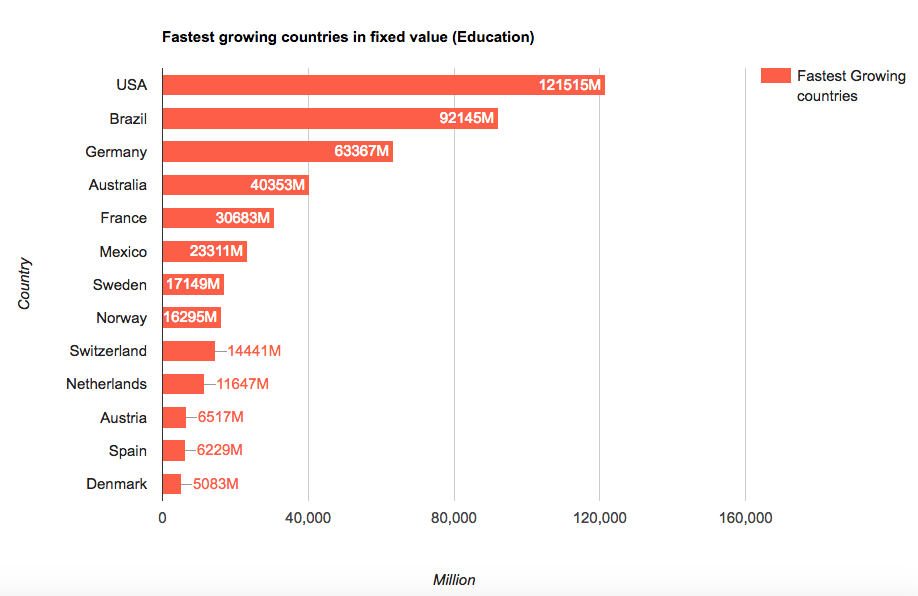 Fastest growing countries in fixed value (Education)
Fastest Growing
countries
USA 121515M
Brazil 92145M
Germany 63367M
Australia 40353M
France 30683M
Mexico 23311M
Sweden 17149M
Norway 16295M
Switzerland 14441M
Netherlands 11647M
Austria 6517M
Spain 6229M
Denmark 5083M
Country
0 40,000 80,000 120,000 160,000
Million